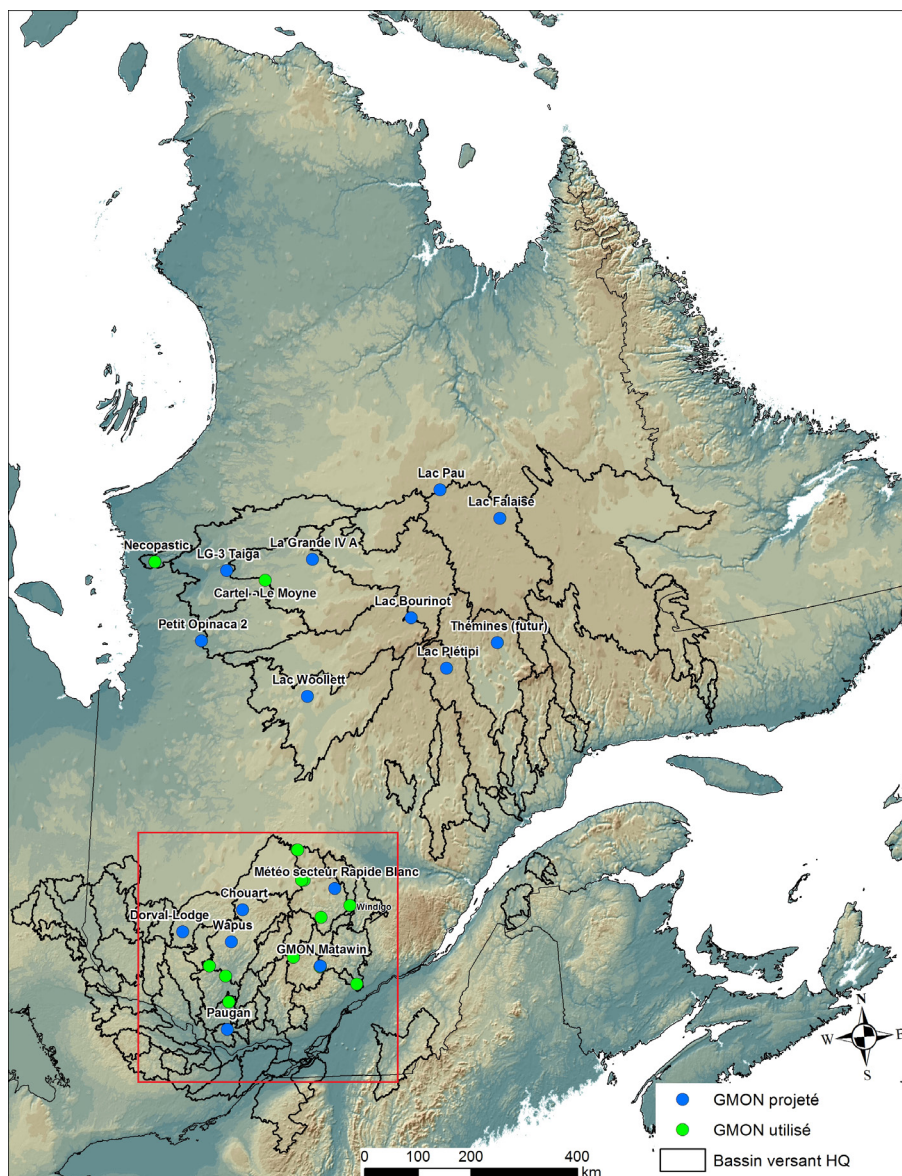 Lac Pau
Lac Falaise
Necopastic
La Grande IV A
LG-3 Taiga
Cartel¬Le Moyne
Lac Bourinot
Petit Opinaca 2
Thémines (futur)
Lac Plétipi
Lac Woollett
Météo secteur Rapide Blanc
Chouart
Windigo
Dorval-Lodge
Wapus
GMON Matawin
Paugan
N
W
E
S
GMON projeté
GMON utilisé
Bassin versant HQ
0 100 200 400
km